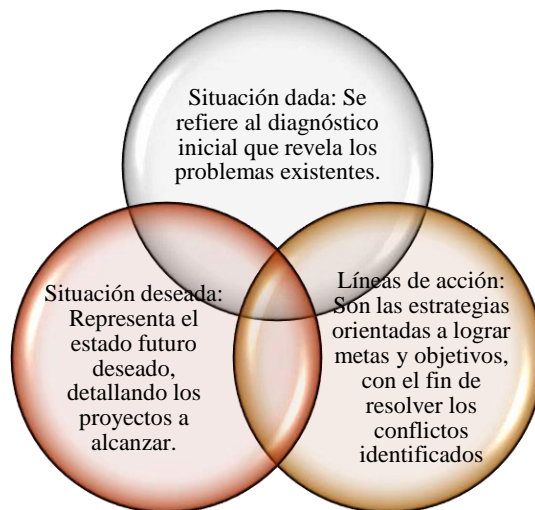 Situación dada: Se
refiere al diagnóstico
inicial que revela los
problemas existentes.
Situación deseada:
Representa el
estado futuro
deseado,
detallando los
proyectos a
alcanzar.
Líneas de acción:
Son las estrategias
orientadas a lograr
metas y objetivos,
con el fin de
resolver los
conflictos
identificados